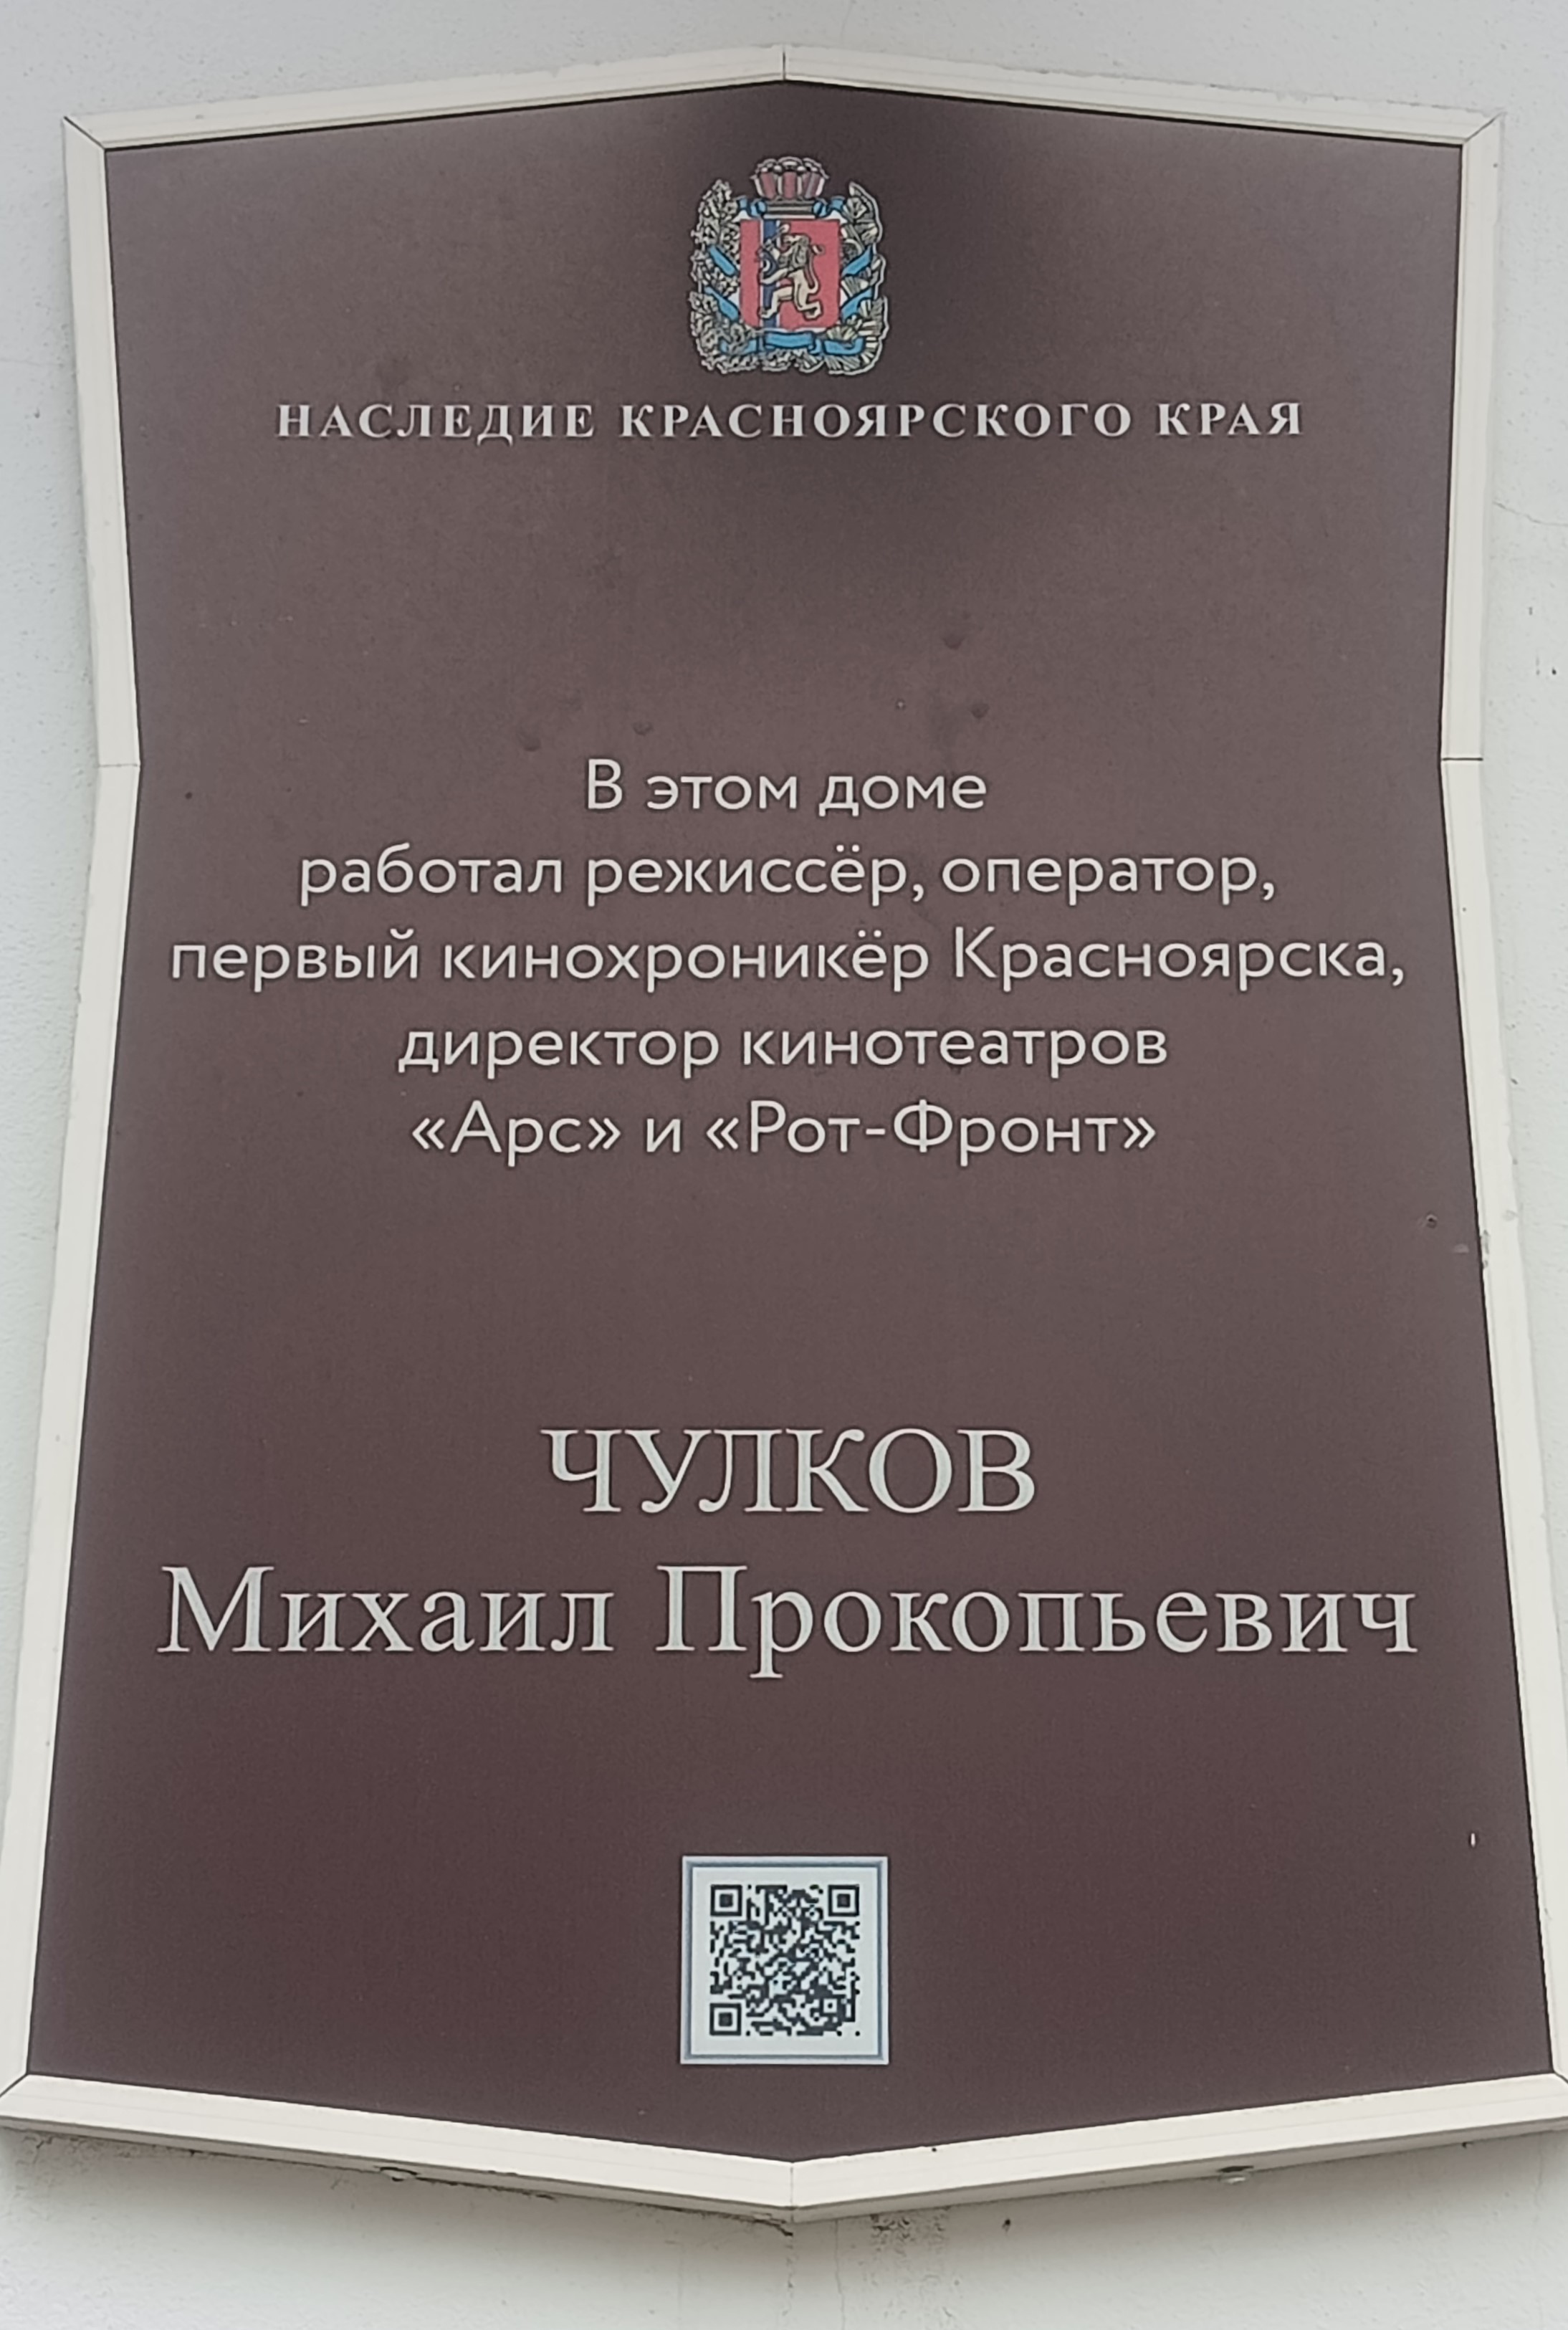 НАСЛЕДИЕ КРАСНОЯРСКОГО КРАЯ
В этом доме
работал режиссёр, оператор,
первый кинохроникёр Красноярска,
директор кинотеатров
«Арс» и «Рот-Фронт»
ЧУЛКОВ
Михаил Прокопьевич